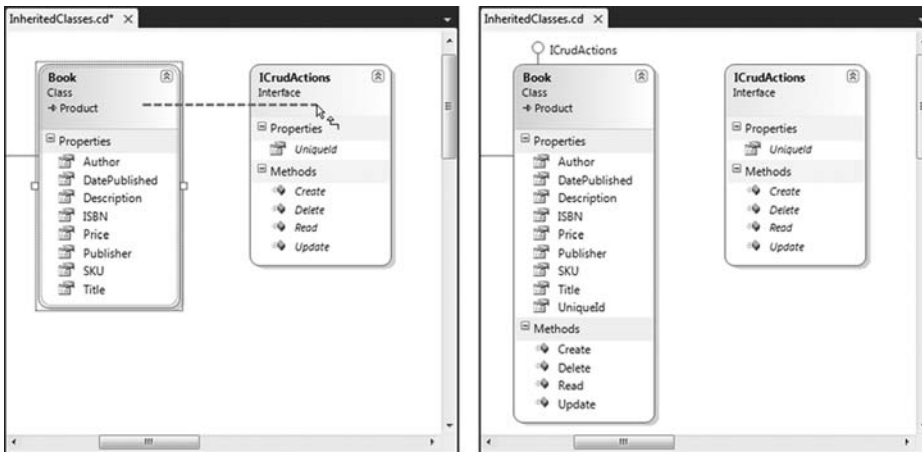 InheritedClasses.cd*
Book
Class
Product
Properties
Author
DatePublished
Description
ISBN
Price
Publisher
SKU
Title
ICrudActions
Interface
Properties
UniqueId
Methods
Create
Delete
Read
Update
InheritedClasses.cd
ICrudActions
Book
Class
Product
Properties
Author
DatePublished
Description
ISBN
Price
Publisher
SKU
Title
UniqueId
Methods
Create
Delete
Read
Update
ICrudActions
Interface
Properties
UniqueId
Methods
Create
Delete
Read
Update